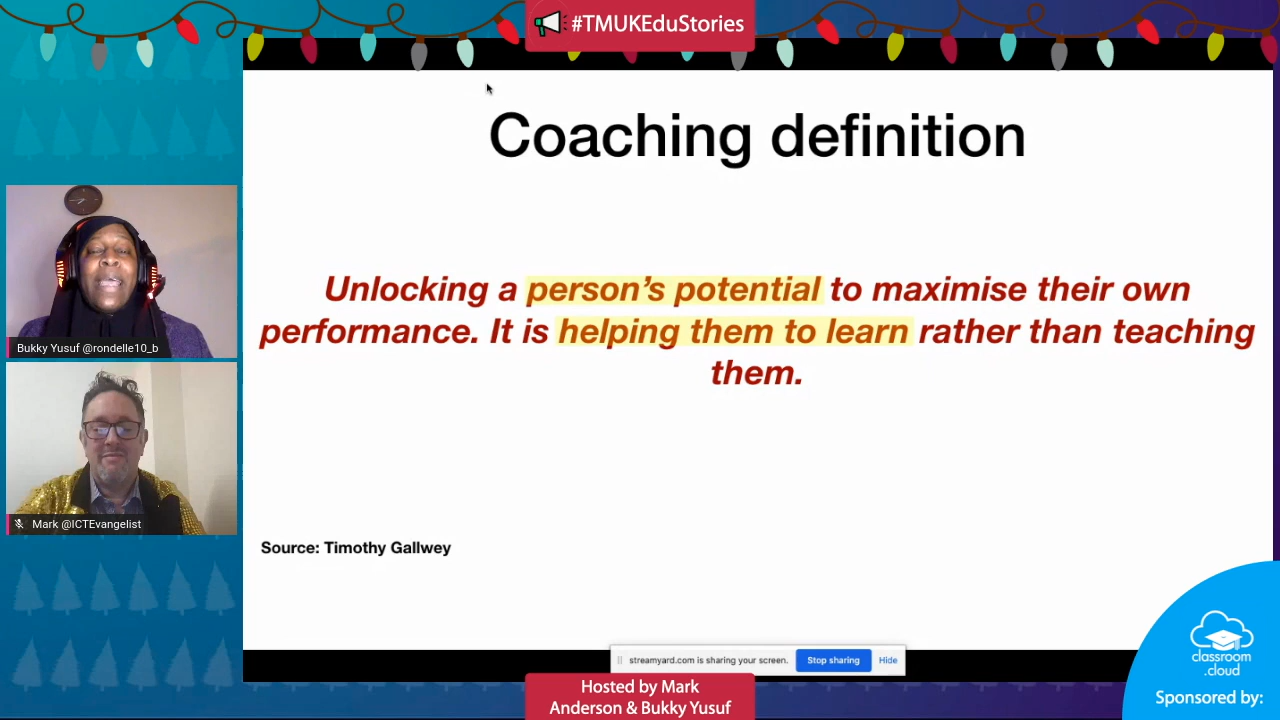 #TMUKEduStories
Coaching definition
Unlocking a person's potential to maximise their own
performance. It is helping them to learn rather than teaching
them.
Bukky Yusuf @rondelle10_b
Mark @ICTEvangelist
Source: Timothy Gallwey
streamyard.com is sharing your screen. Stop sharing Hide
Hosted by Mark
Anderson & Bukky Yusuf
classroom
.cloud
Sponsored by: